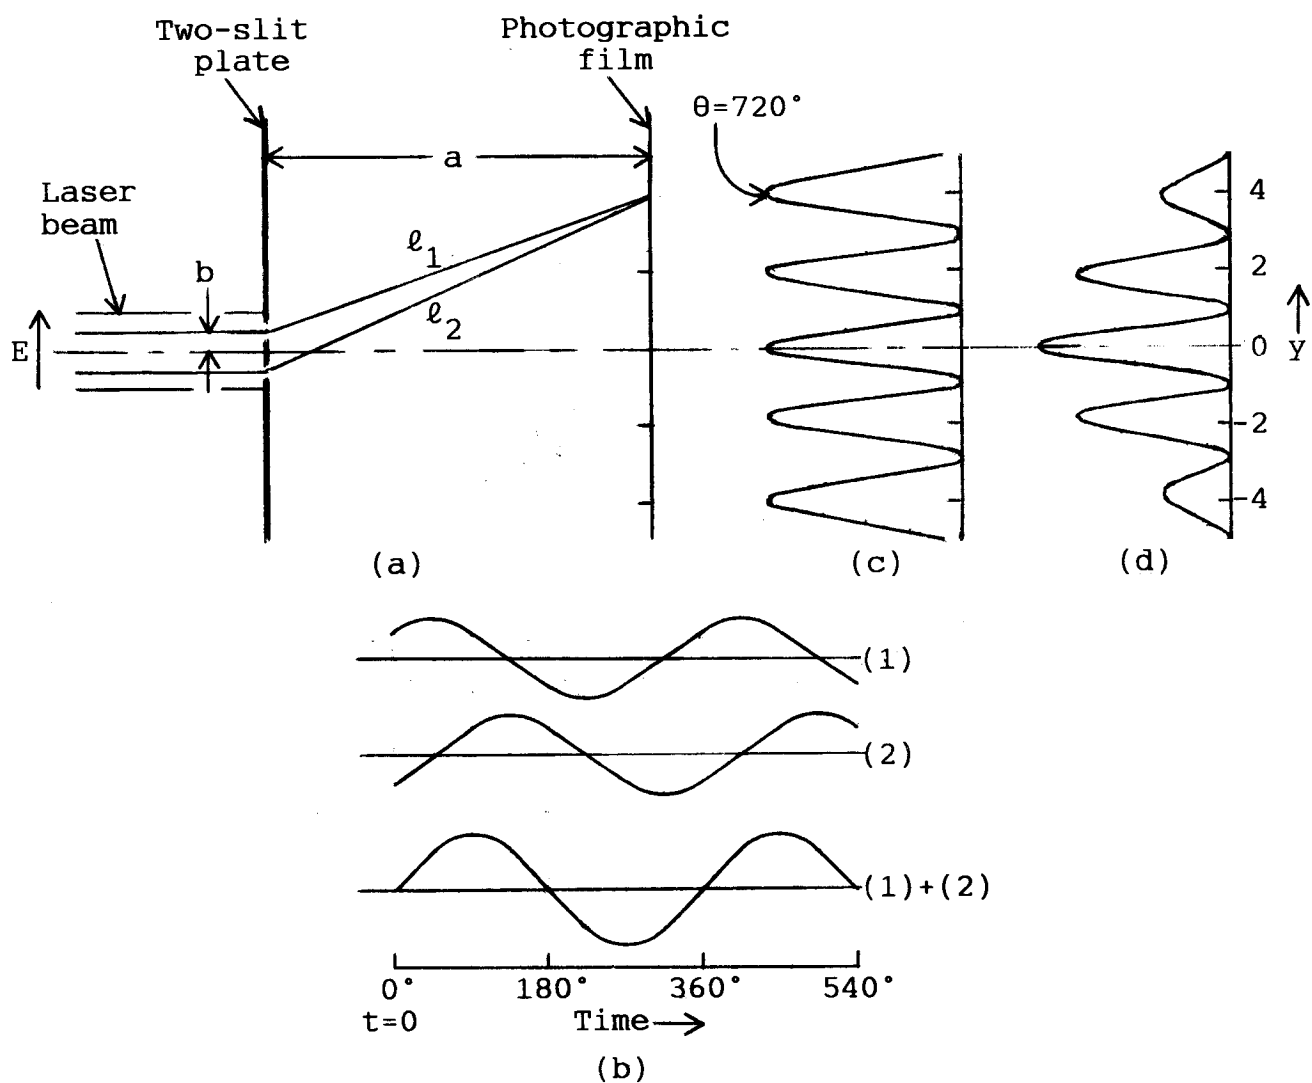 Two-slit
plate
Photographic
film
θ=720°
a
Laser
beam
ℓ1
b
ℓ2
E
4
2
0
y
-2
-4
(a)
(c)
(d)
(1)
(2)
(1)+(2)
0° 180° 360° 540°
t=0 Time
(b)